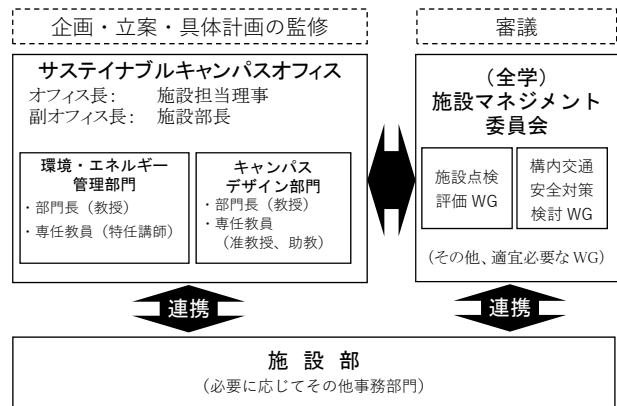 企画・立案・具体計画の監修
審議
サステイナブルキャンパスオフィス
オフィス長： 施設担当理事
副オフィス長： 施設部長
環境・エネルギー
管理部門
・部門長（教授）
・専任教員（特任講師）
キャンパス
デザイン部門
・部門長（教授）
・専任教員
（准教授、助教）
（全学）
施設マネジメント
委員会
施設点検
評価 WG
構内交通
安全対策
検討 WG
（その他、適宜必要な WG）
連携
連携
施 設 部
（必要に応じてその他事務部門）